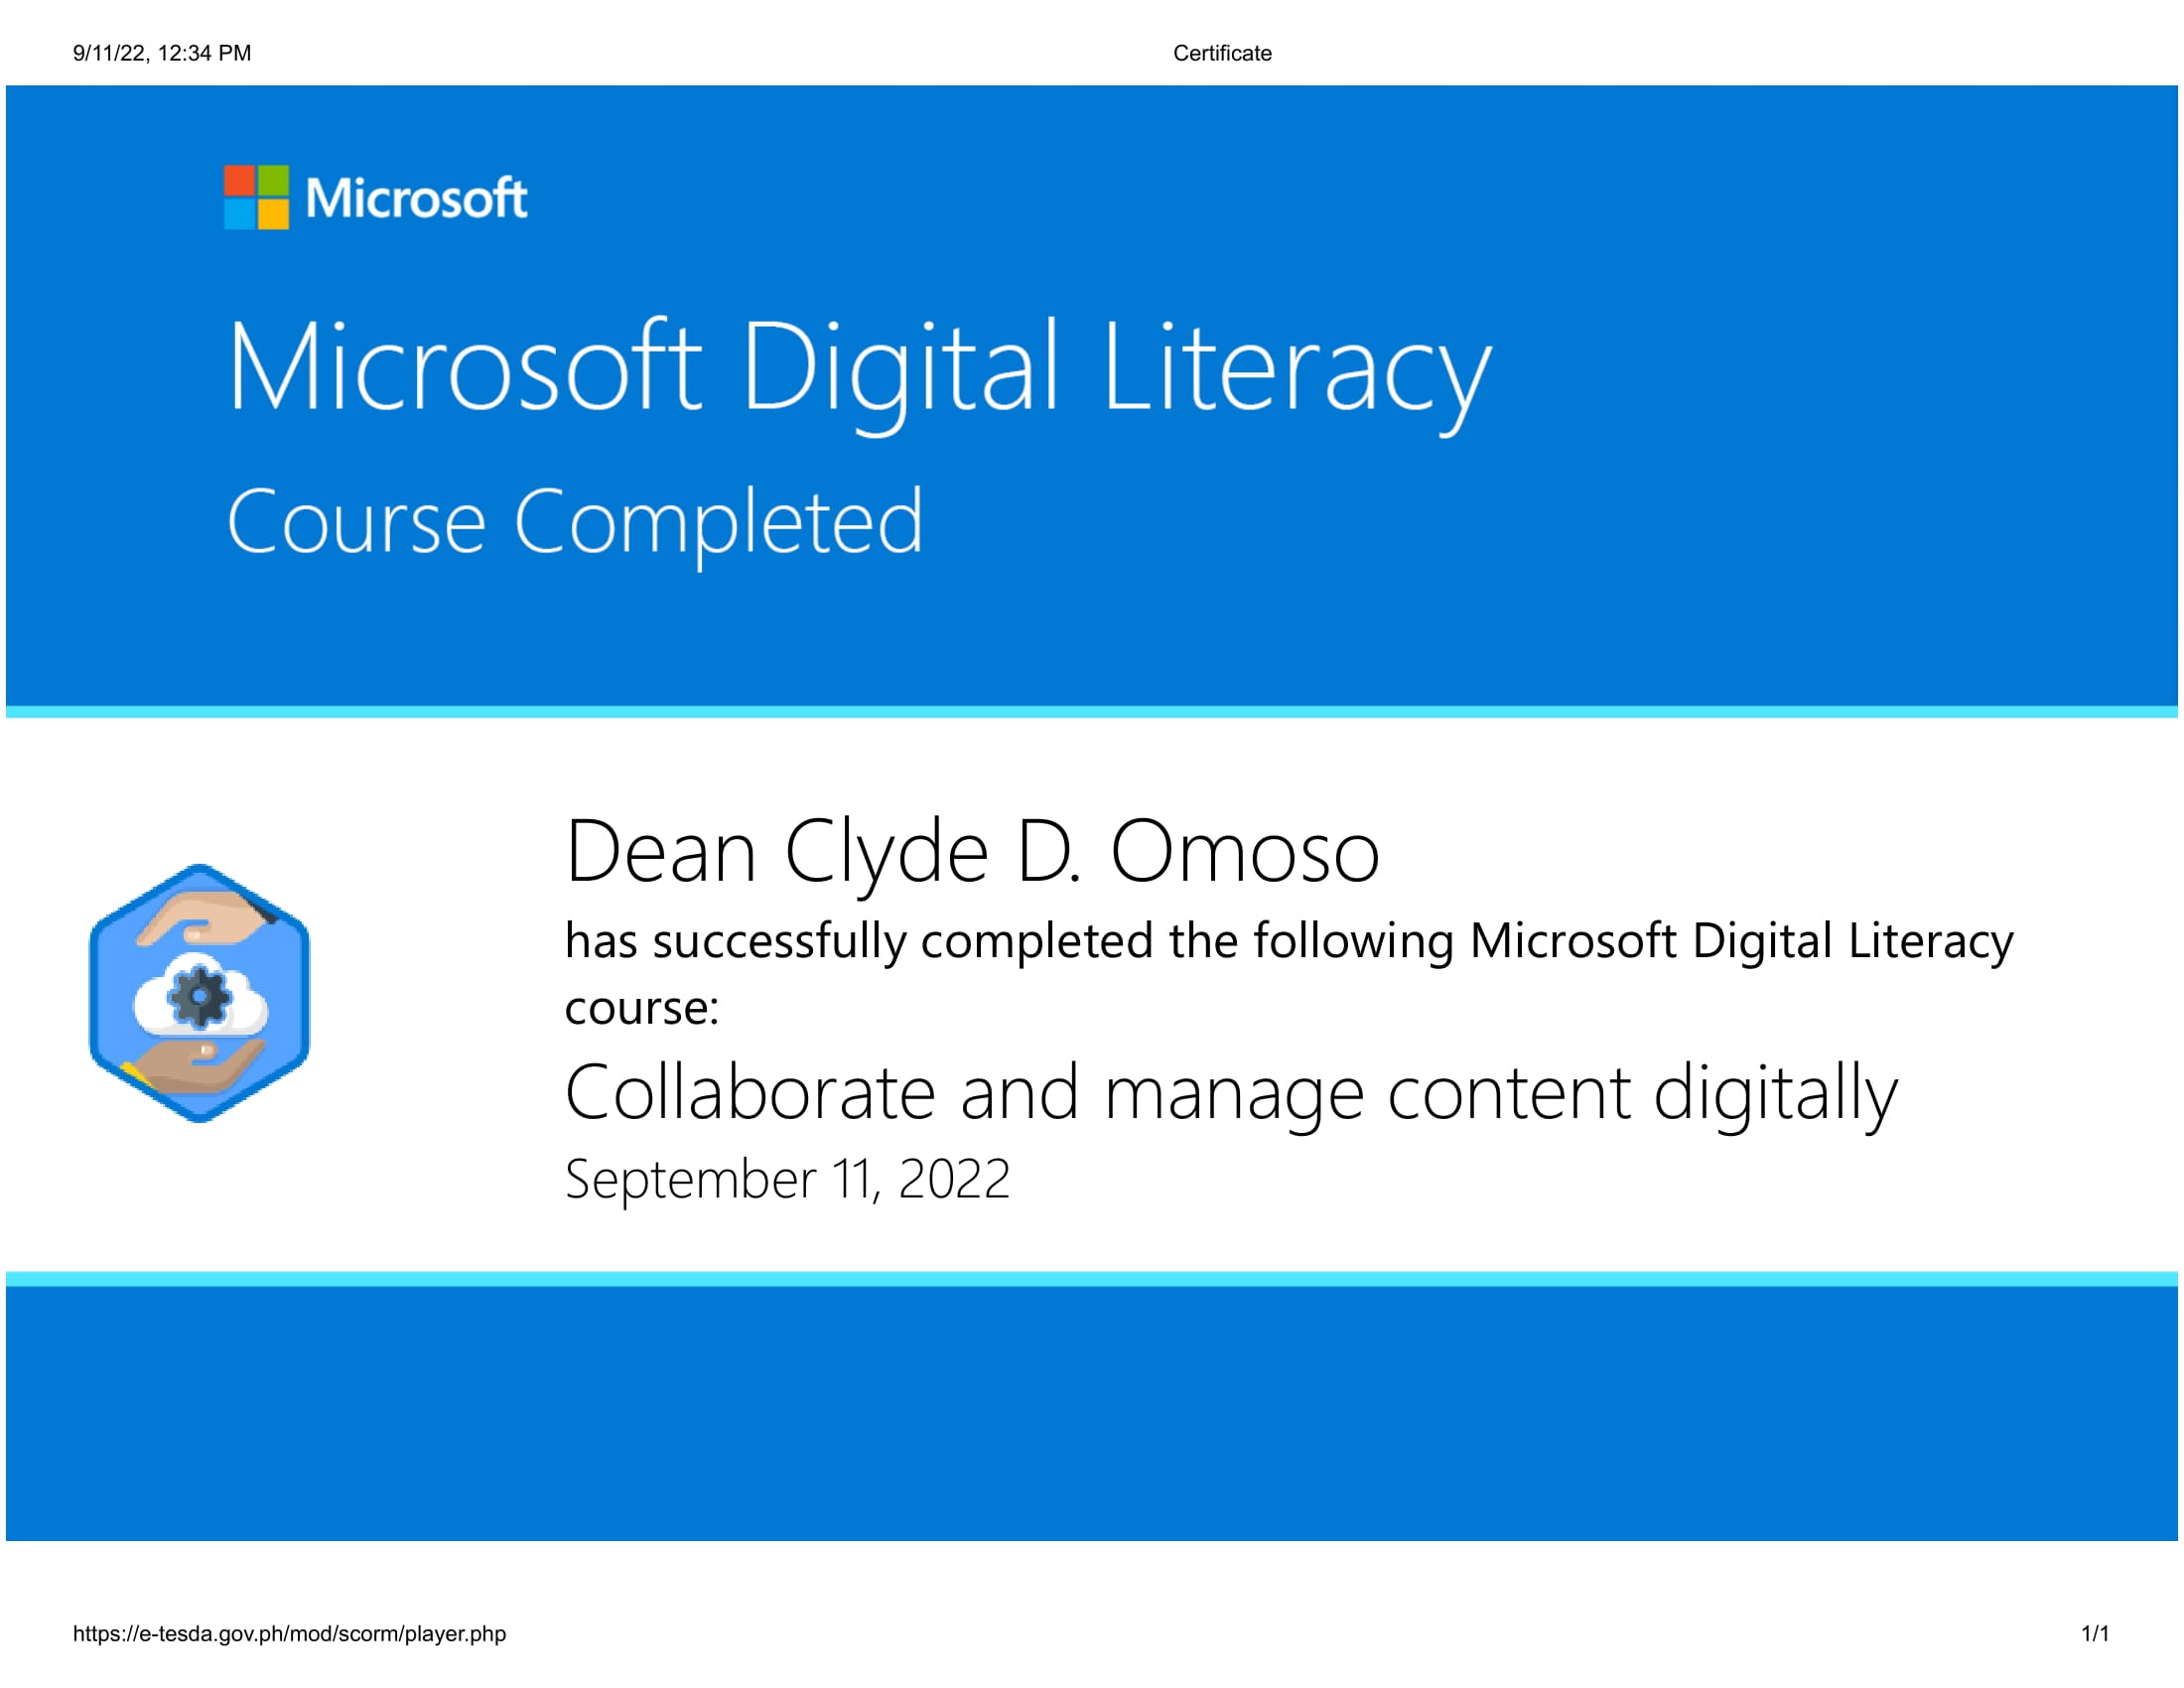 9/11/22, 12:34 PM
Certificate
Microsoft
Microsoft Digital Literacy
Course Completed
Dean Clyde D. Omoso
has successfully completed the following Microsoft Digital Literacy
course:
Collaborate and manage content digitally
September 11, 2022
https://e-tesda.gov.ph/mod/scorm/player.php
1/1